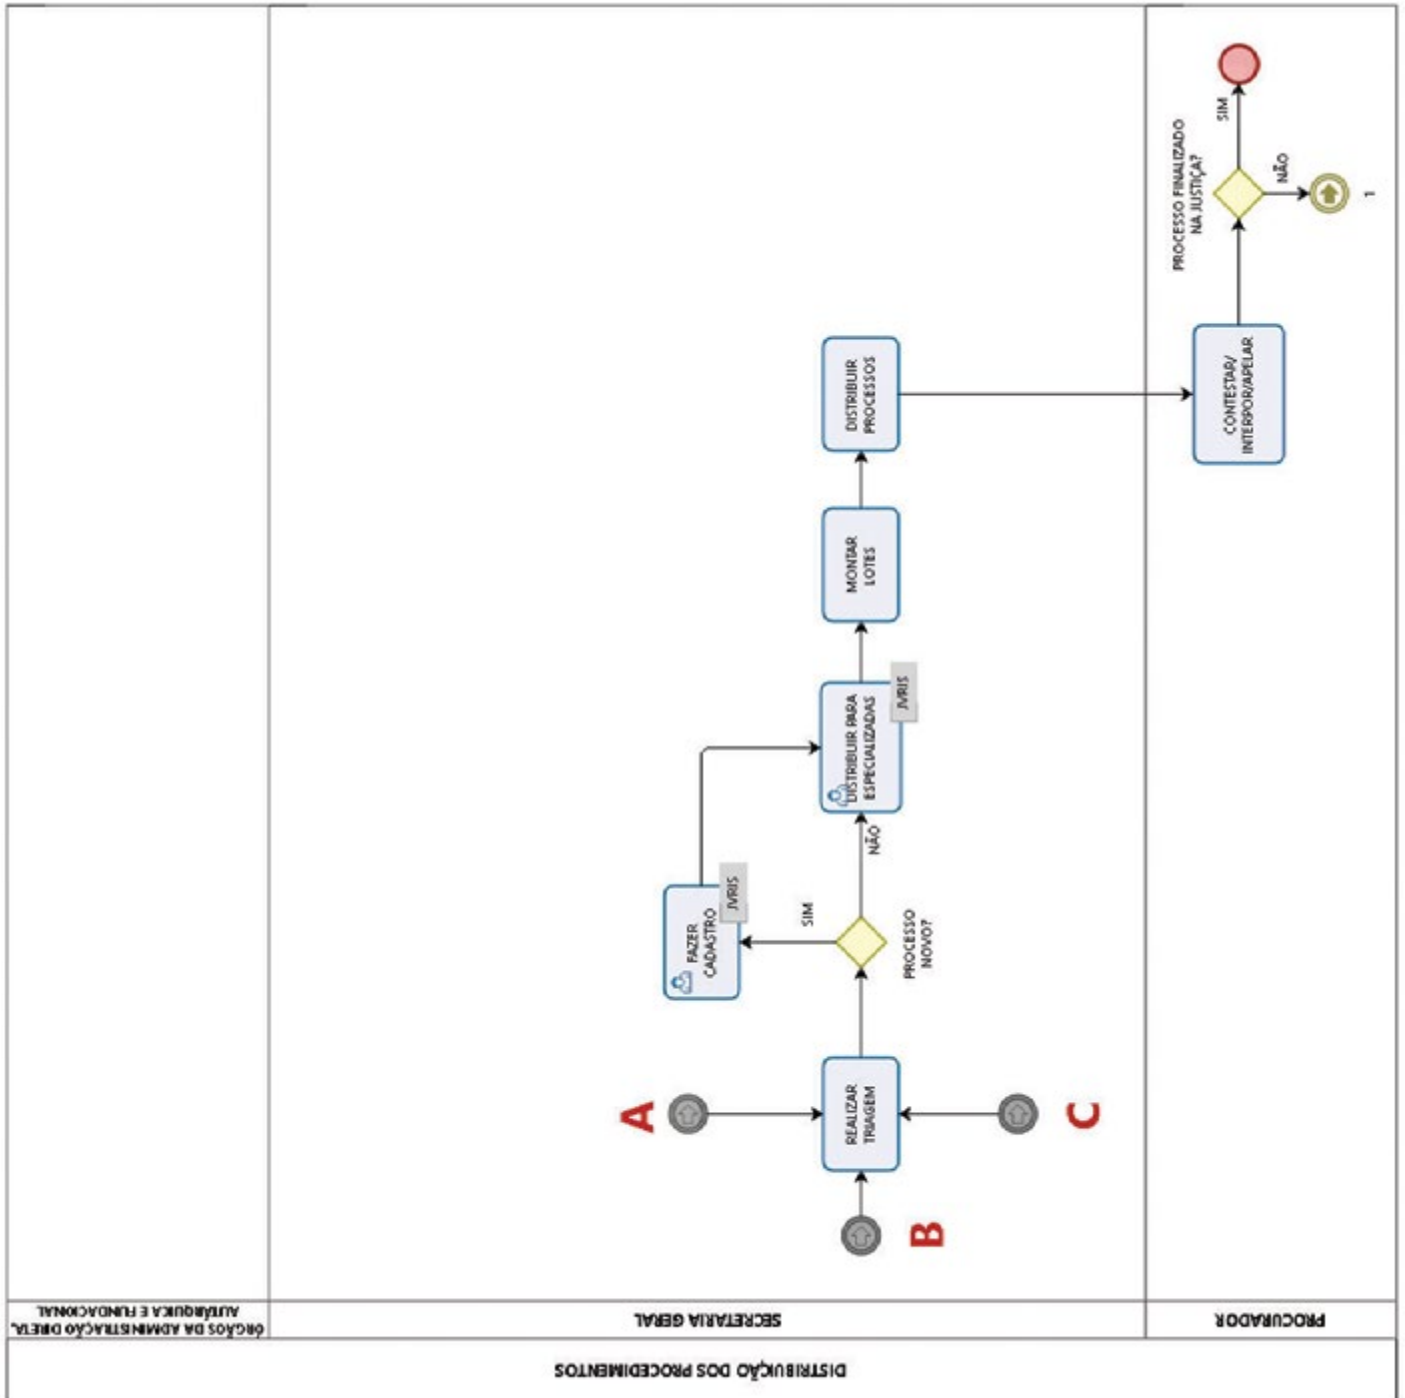 DISTRIBUIÇÃO DOS PROCEDIMENTOS
ÓRGÃOS DA ADMINISTRAÇÃO DIRETA,
AUTÁRQUICA E FUNDACIONAL
SECRETARIA GERAL
PROCURADOR
A
B
C
REALIZAR
TRIAGEM
PROCESSO
NOVO?
SIM
NÃO
FAZER
CADASTRO
JVRIS
DISTRIBUIR PARA
ESPECIALIZADAS
JVRIS
MONTAR
LOTES
DISTRIBUIR
PROCESSOS
CONTESTAR/
INTERPOR/APELAR
PROCESSO FINALIZADO
NA JUSTIÇA?
SIM
NÃO
1